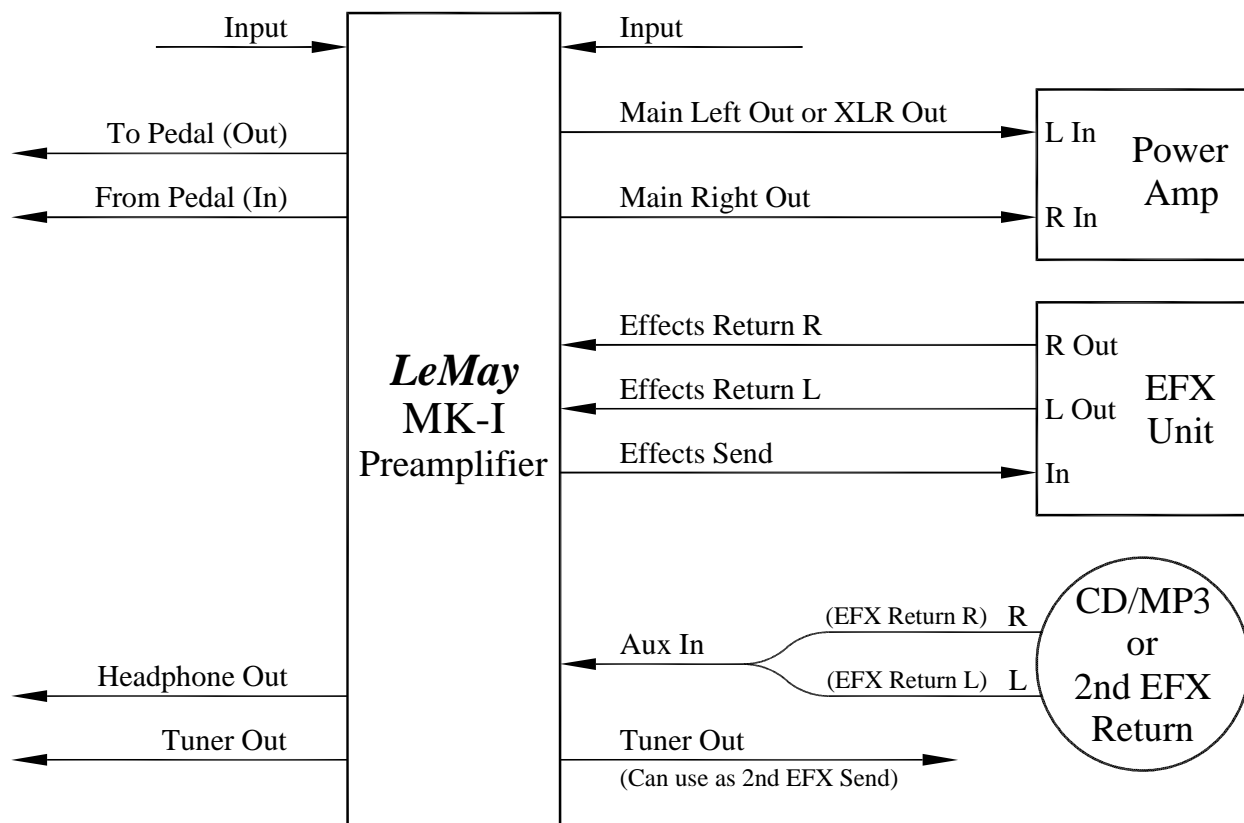 Input
To Pedal (Out)
From Pedal (In)
Headphone Out
Tuner Out
LeMay
MK-I
Preamplifier
Input
Main Left Out or XLR Out
Main Right Out
Effects Return R
Effects Return L
Effects Send
Aux In
(EFX Return R) R
(EFX Return L) L
Tuner Out
(Can use as 2nd EFX Send)
L In
R In
Power
Amp
R Out
L Out
In
EFX
Unit
CD/MP3
or
2nd EFX
Return